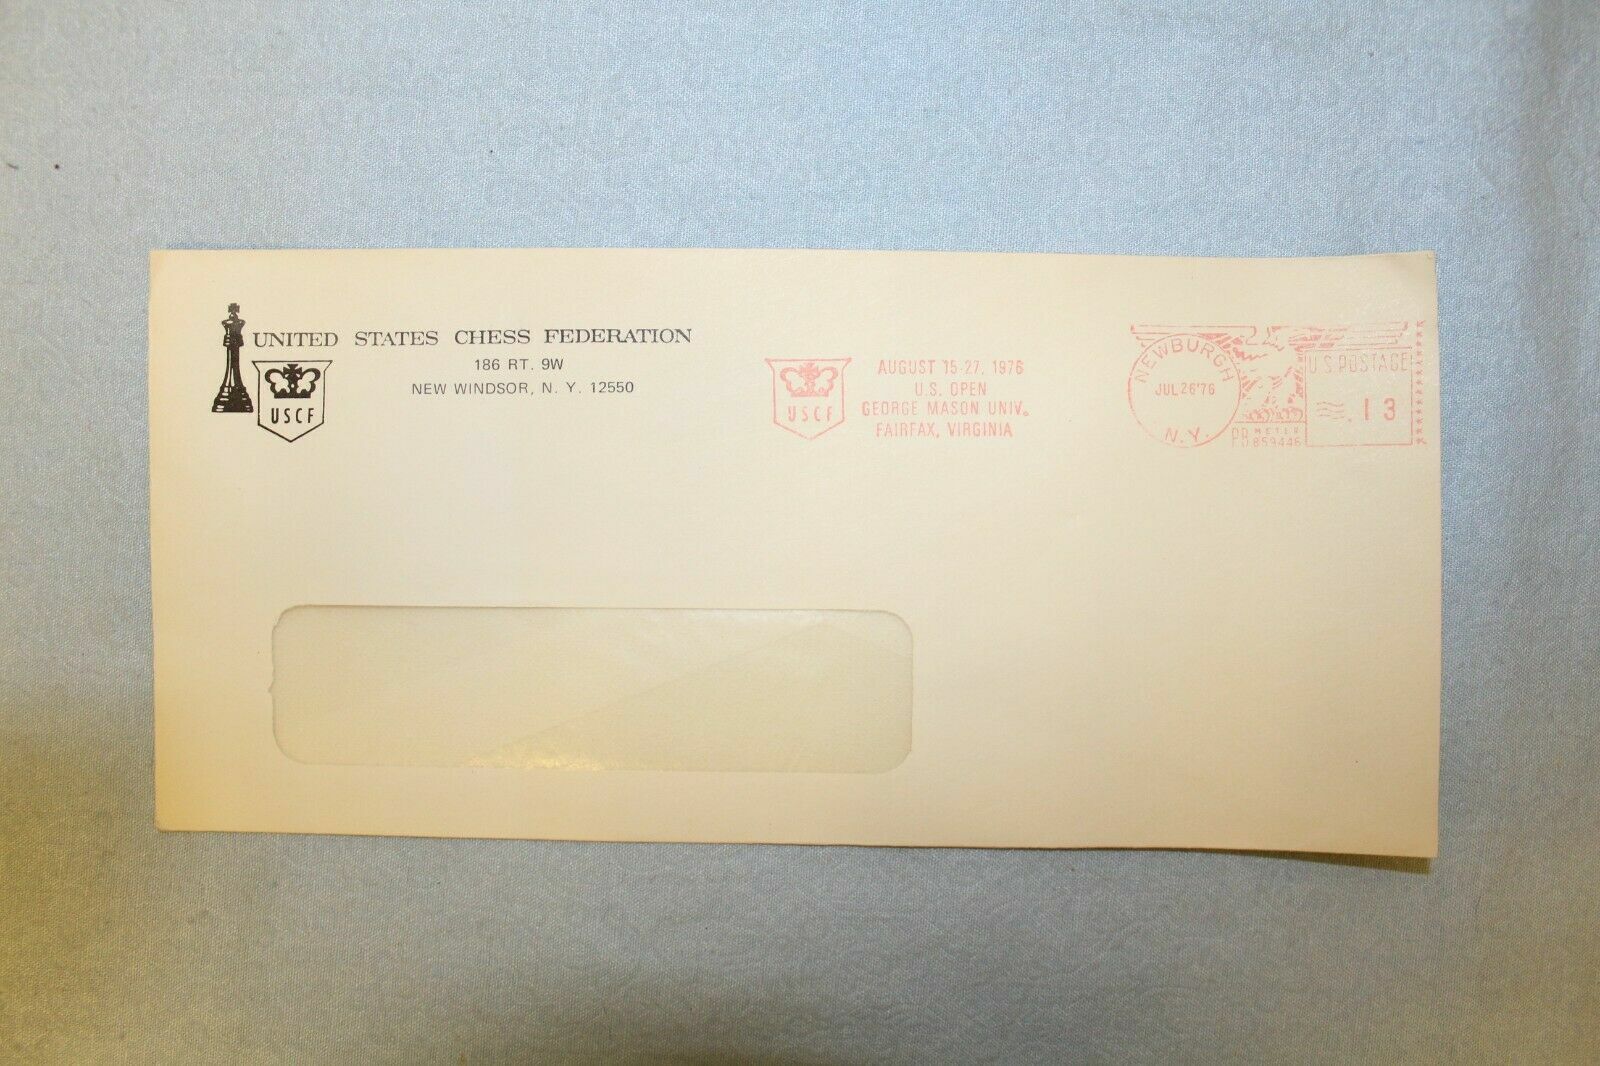 UNITED STATES CHESS FEDERATION
186 RT. 9W
NEW WINDSOR, N. Y. 12550
USCF
USCF
AUGUST 15-27, 1976
U.S. OPEN
GEORGE MASON UNIV.
FAIRFAX, VIRGINIA
NEWBURGH
JUL 26 '76
N.Y.
U.S. POSTAGE
.13
P.B. METER
859446